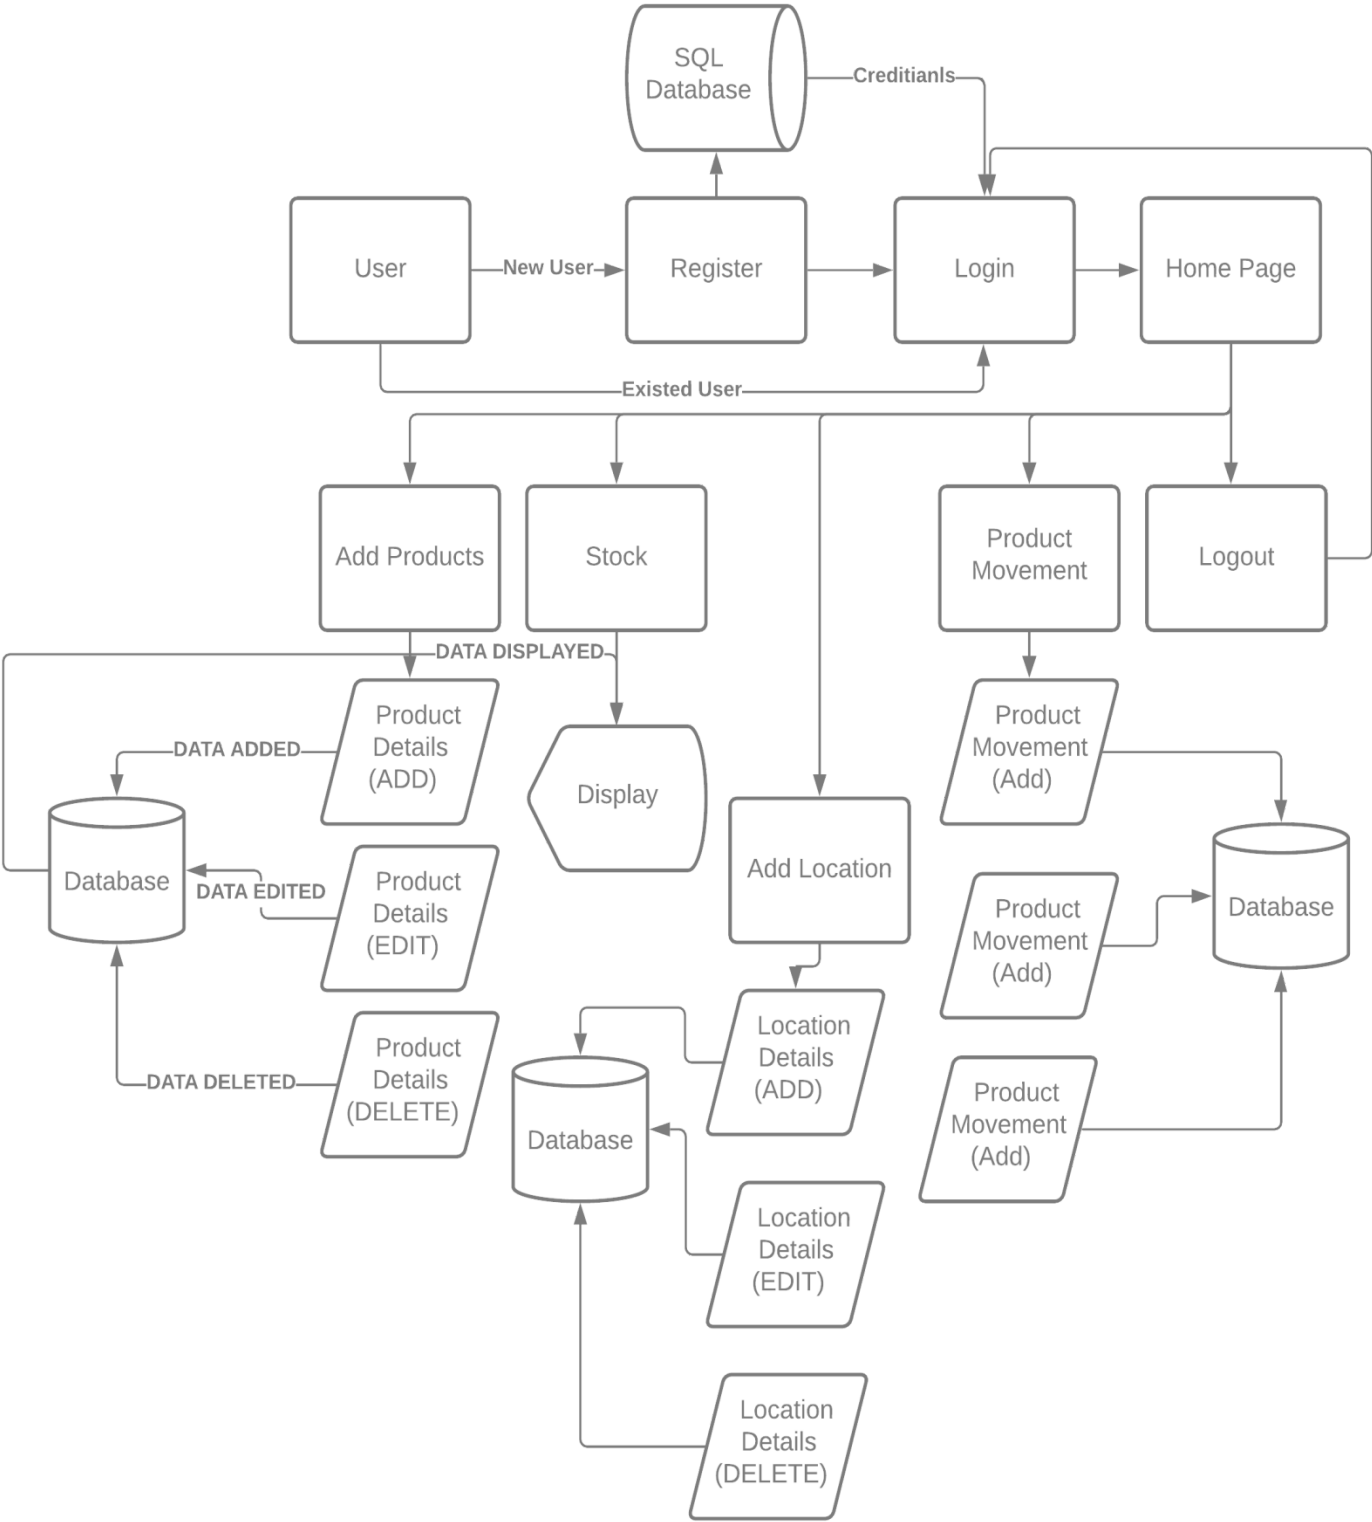 SQL
Database
Creditianls
User
New User
Register
Login
Home Page
Existed User
Add Products
Stock
Product
Movement
Logout
DATA DISPLAYED
Product
Details
(ADD)
DATA ADDED
Display
Product
Movement
(Add)
Database
DATA EDITED
Product
Details
(EDIT)
Add Location
Product
Movement
(Add)
Database
DATA DELETED
Product
Details
(DELETE)
Location
Details
(ADD)
Database
Product
Movement
(Add)
Location
Details
(EDIT)
Location
Details
(DELETE)